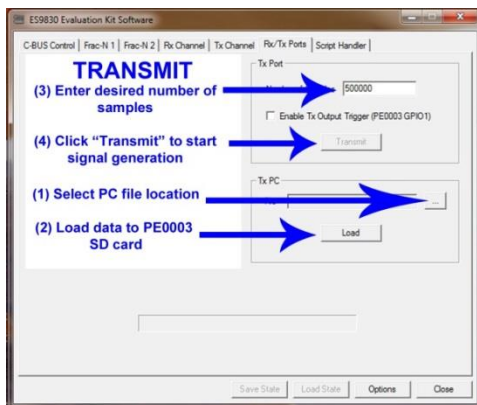 ES9830 Evaluation Kit Software
C-BUS Control | Frac-N 1 | Frac-N 2 | Rx Channel | Tx Channel | Rx/Tx Ports | Script Handler
TRANSMIT
(3) Enter desired number of
samples
(4) Click “Transmit” to start
signal generation
(1) Select PC file location
(2) Load data to PE0003
SD card
Tx Port
500000
Enable Tx Output Trigger (PE0003 GPIO1)
Transmit
Tx PC
...
Load
Save State
Load State
Options
Close